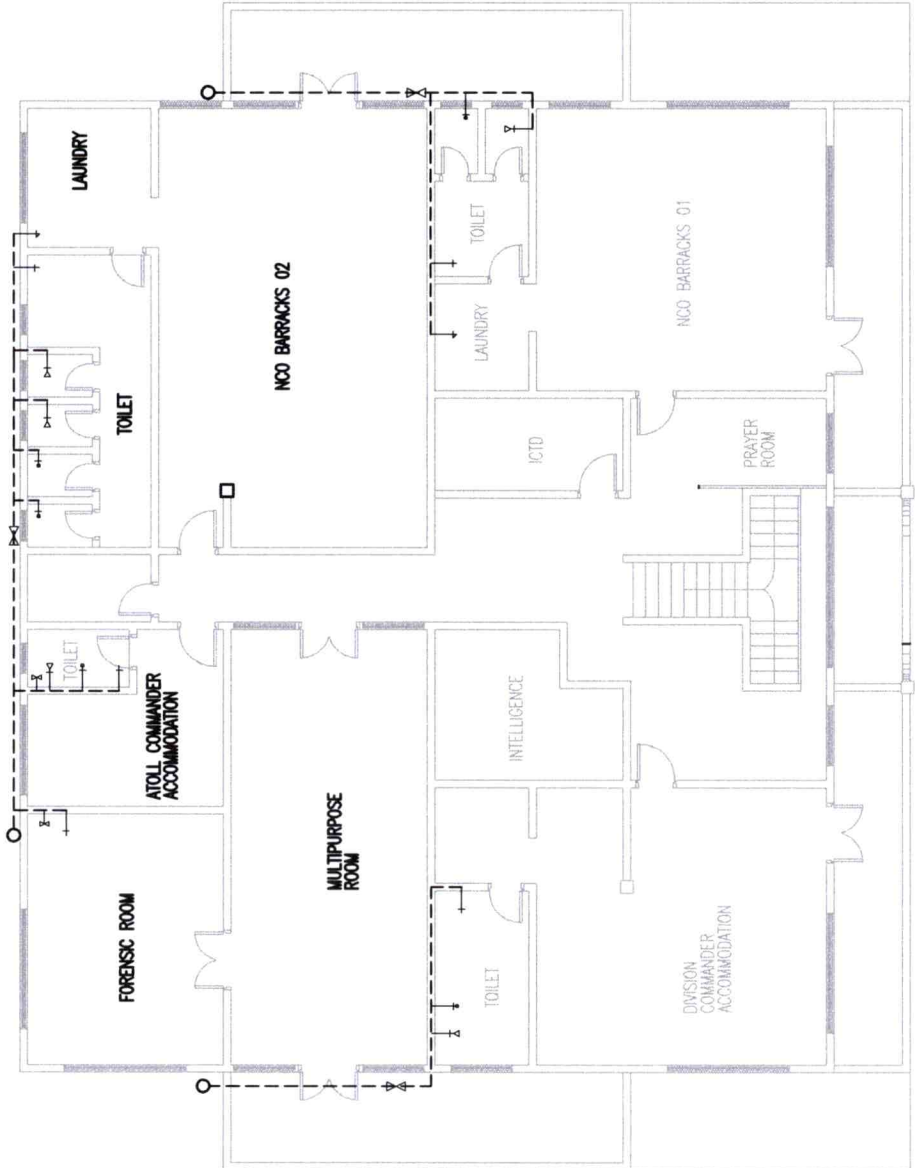 LAUNDRY
TOILET
NCO BARRACKS 02
TOILET
LAUNDRY
NCO BARRACKS 01
ICTD
PRAYER
ROOM
TOILET
ATOLL COMMANDER
ACCOMMODATION
INTELLIGENCE
MULTIPURPOSE
ROOM
FORENSIC ROOM
TOILET
DIVISION
COMMANDER
ACCOMMODATION